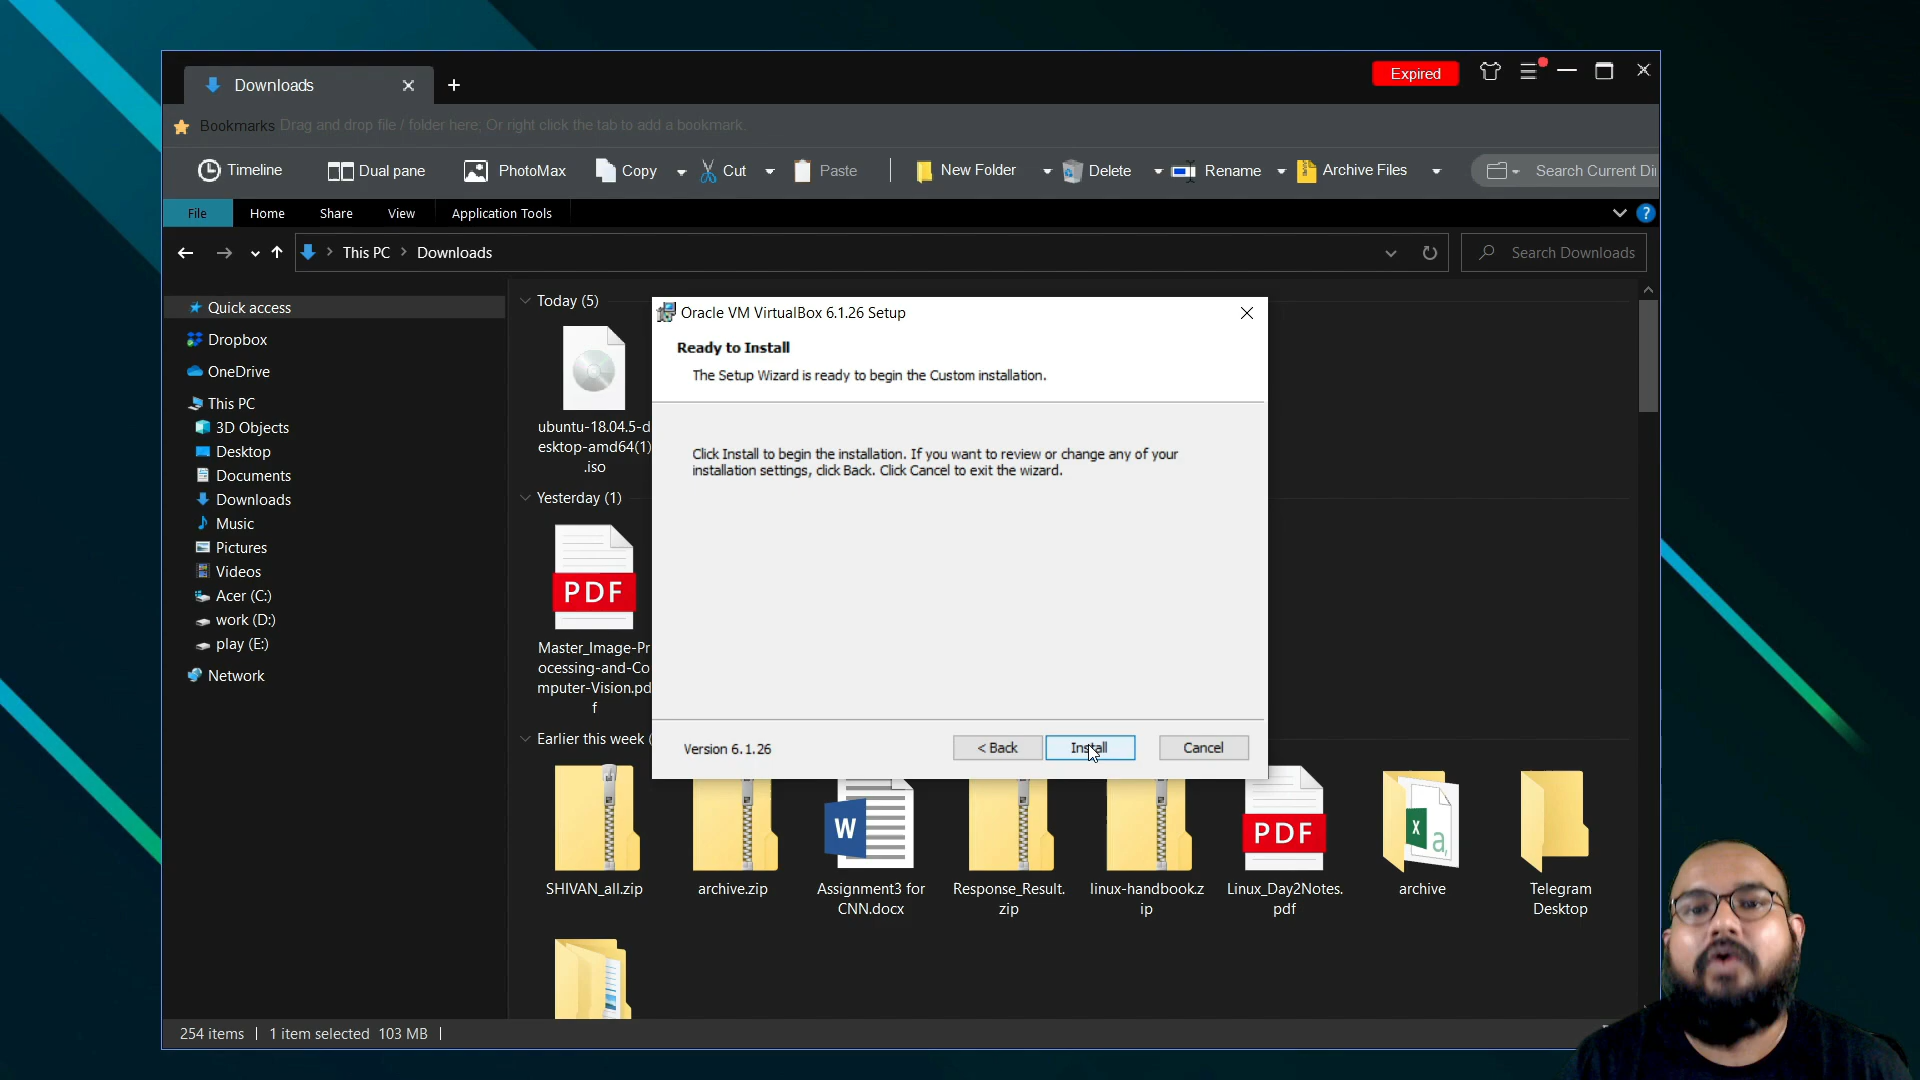 Downloads
Expired
Bookmarks Drag and drop file / folder here; Or right click the tab to add a bookmark.
Timeline Dual pane PhotoMax Copy Cut Paste New Folder Delete Rename Archive Files Search Current Di
File Home Share View Application Tools
This PC > Downloads
Search Downloads
Quick access
Dropbox
OneDrive
This PC
3D Objects
Desktop
Documents
Downloads
Music
Pictures
Videos
Acer (C:)
work (D:)
play (E:)
Network
Today (5)
ubuntu-18.04.5-d
esktop-amd64(1)
.iso
Yesterday (1)
PDF
Master_Image-Pr
ocessing-and-Co
mputer-Vision.pd
f
Earlier this week (
Oracle VM VirtualBox 6.1.26 Setup
Ready to Install
The Setup Wizard is ready to begin the Custom installation.
Click Install to begin the installation. If you want to review or change any of your
installation settings, click Back. Click Cancel to exit the wizard.
Version 6.1.26
< Back Install Cancel
W
PDF
SHIVAN_all.zip
archive.zip
Assignment3 for
CNN.docx
Response_Result.
zip
linux-handbook.z
ip
Linux_Day2Notes.
pdf
archive
Telegram
Desktop
254 items | 1 item selected 103 MB |